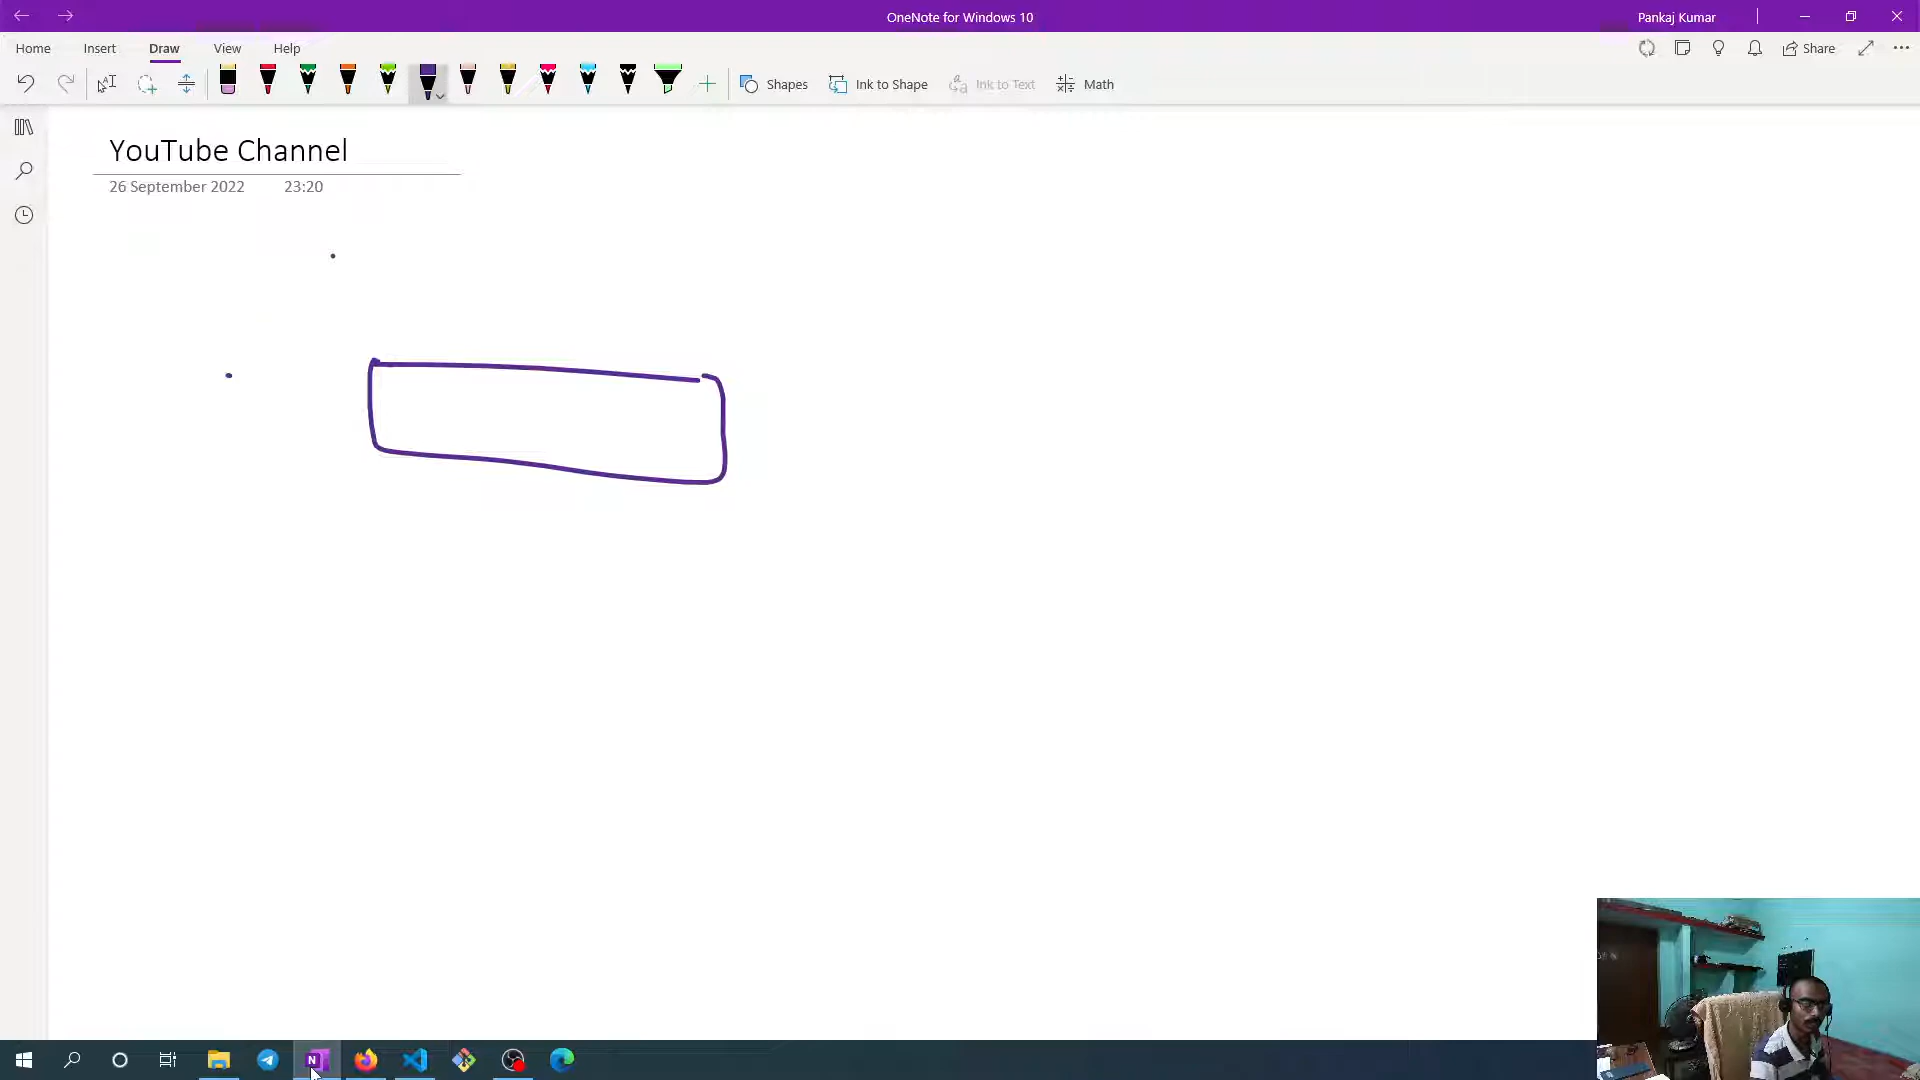 OneNote for Windows 10
Pankaj Kumar
Home Insert Draw View Help
Share
Shapes Ink to Shape Ink to Text Math
YouTube Channel
26 September 2022 23:20